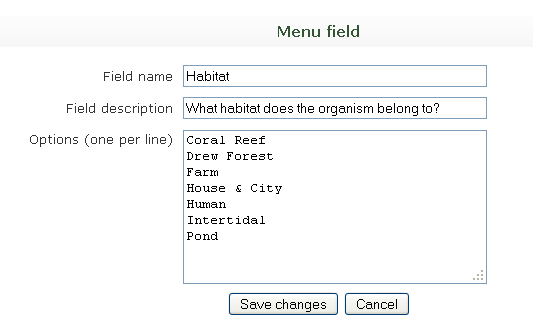 Menu field
Field name Habitat
Field description What habitat does the organism belong to?
Options (one per line) Coral Reef
Drew Forest
Farm
House & City
Human
Intertidal
Pond
Save changes Cancel